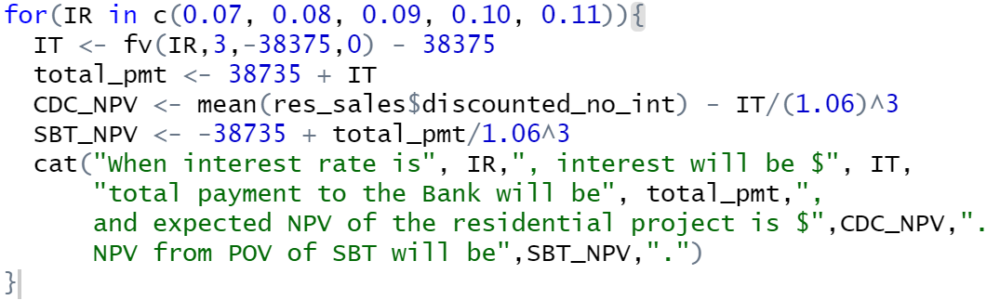 for(IR in c(0.07, 0.08, 0.09, 0.10, 0.11)){
  IT <- fv(IR,3,-38375,0) - 38375
  total_pmt <- 38735 + IT
  CDC_NPV <- mean(res_sales$discounted_no_int) - IT/(1.06)^3
  SBT_NPV <- -38735 + total_pmt/1.06^3
  cat("When interest rate is", IR,", interest will be $", IT,
      "total payment to the Bank will be", total_pmt,",
      and expected NPV of the residential project is $",CDC_NPV,".
      NPV from POV of SBT will be",SBT_NPV,".")
}